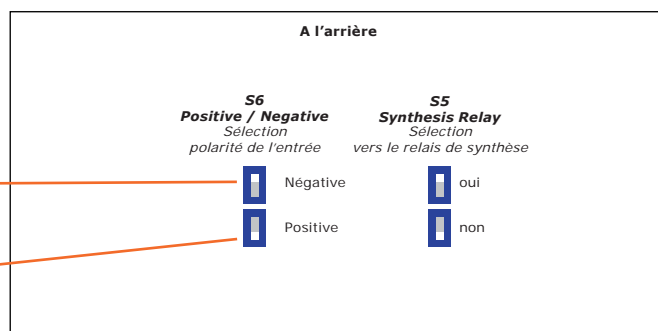 A l'arrière
S6
Positive / Negative
Sélection
polarité de l'entrée
S5
Synthesis Relay
Sélection
vers le relais de synthèse
Négative
oui
Positive
non